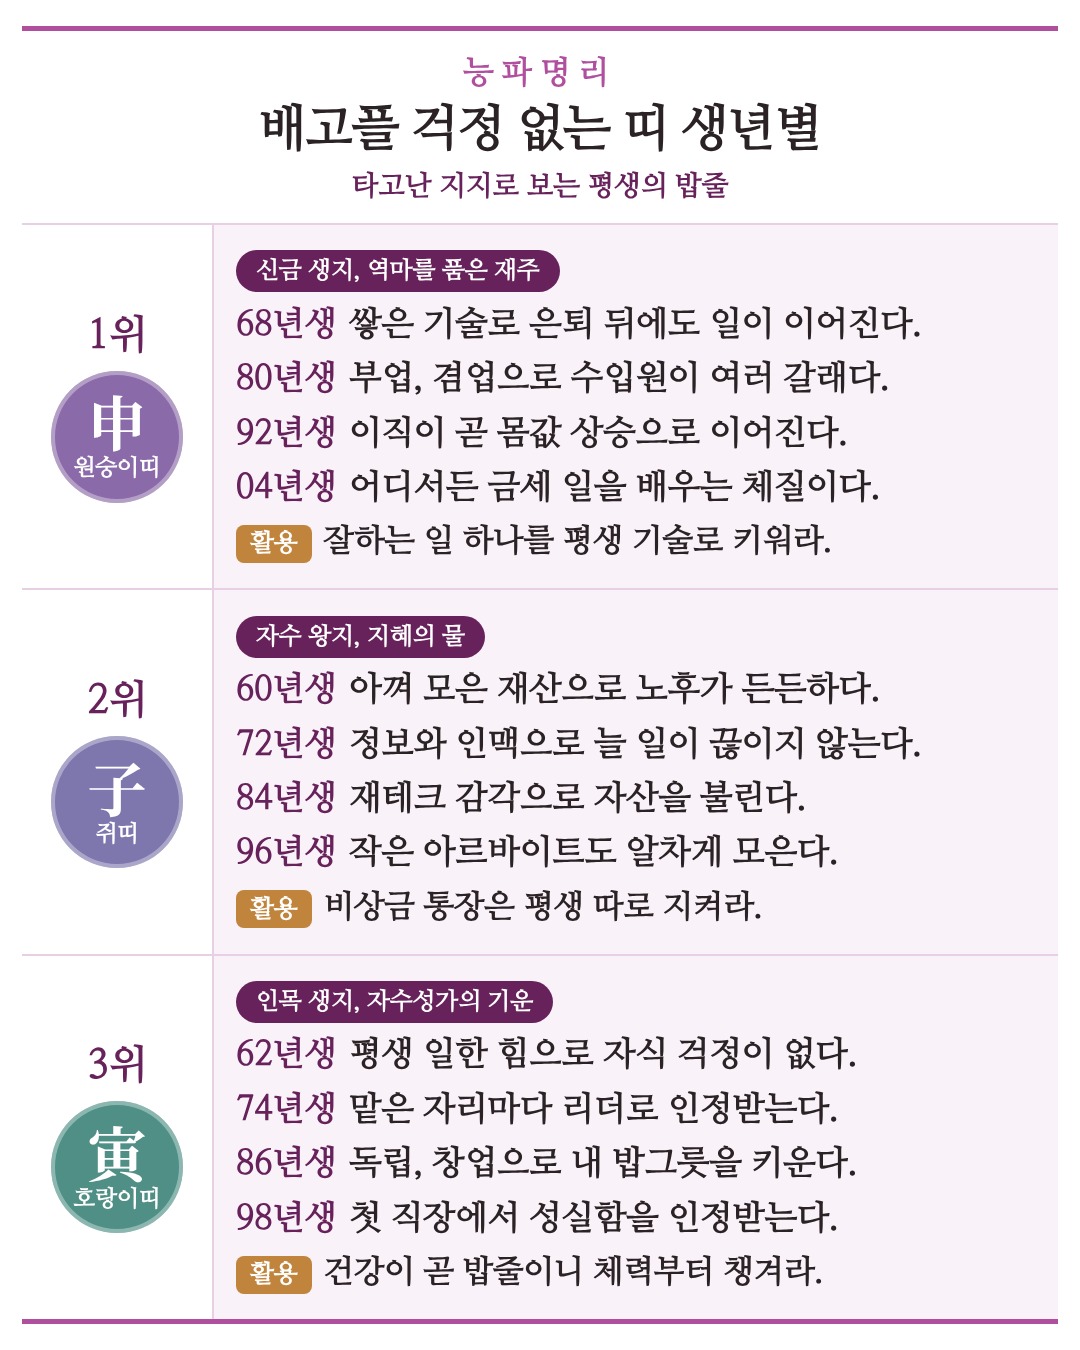 능파명리
배고플 걱정 없는 띠 생년별
타고난 지지로 보는 평생의 밥줄
1위
申
원숭이띠
신금 생지, 역마를 품은 재주
68년생 쌓은 기술로 은퇴 뒤에도 일이 이어진다.
80년생 부업, 겸업으로 수입원이 여러 갈래다.
92년생 이직이 곧 몸값 상승으로 이어진다.
04년생 어디서든 금세 일을 배우는 체질이다.
활용 잘하는 일 하나를 평생 기술로 키워라.
2위
子
쥐띠
자수 왕지, 지혜의 물
60년생 아껴 모은 재산으로 노후가 든든하다.
72년생 정보와 인맥으로 늘 일이 끊이지 않는다.
84년생 재테크 감각으로 자산을 불린다.
96년생 작은 아르바이트도 알차게 모은다.
활용 비상금 통장은 평생 따로 지켜라.
3위
寅
호랑이띠
인목 생지, 자수성가의 기운
62년생 평생 일한 힘으로 자식 걱정이 없다.
74년생 맡은 자리마다 리더로 인정받는다.
86년생 독립, 창업으로 내 밥그릇을 키운다.
98년생 첫 직장에서 성실함을 인정받는다.
활용 건강이 곧 밥줄이니 체력부터 챙겨라.